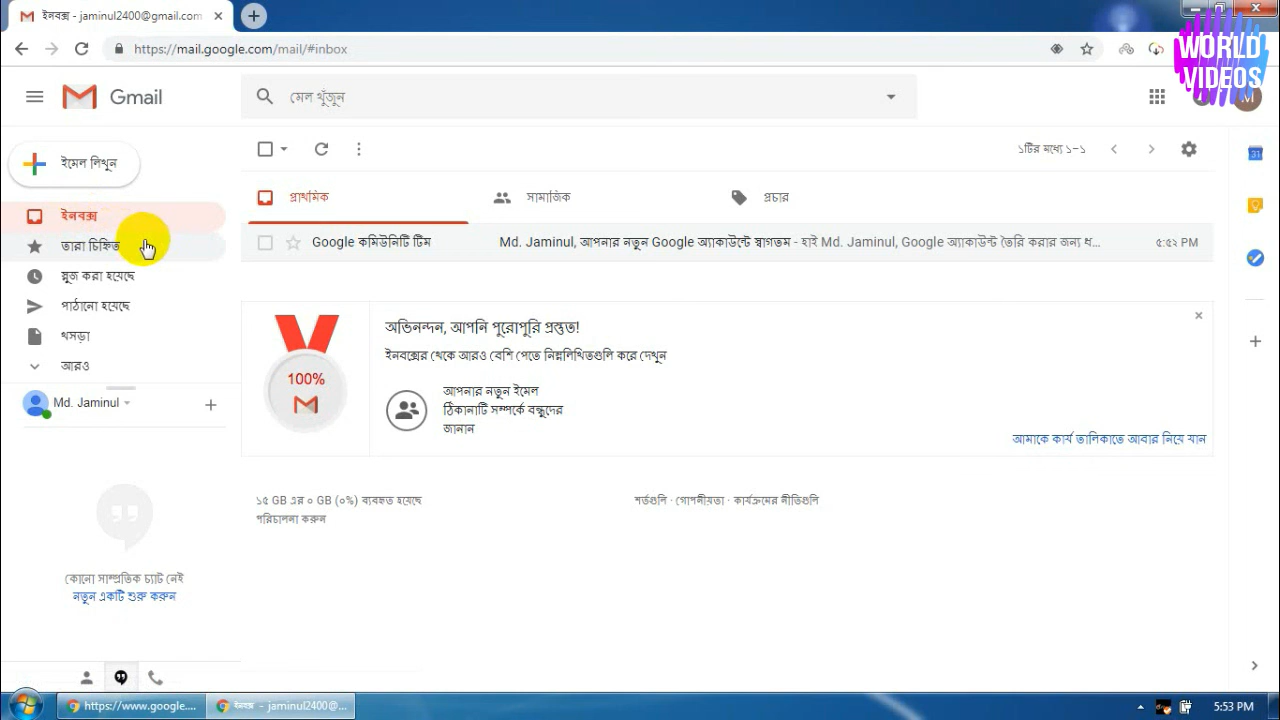 ইনবক্স - jaminul2400@gmail.com
https://mail.google.com/mail/#inbox
WORLD
VIDEOS
Gmail
মেল খুঁজুন
M
ইমেল লিখুন
১টির মধ্যে ১–১
31
ইনবক্স
প্রাথমিক
সামাজিক
প্রচার
তারা চিহ্নিত
Google কমিউনিটি টিম
Md. Jaminul, আপনার নতুন Google অ্যাকাউন্টে স্বাগতম - হাই Md. Jaminul, Google অ্যাকাউন্ট তৈরি করার জন্য ধ...
5:52 PM
স্নুজ করা হয়েছে
পাঠানো হয়েছে
খসড়া
আরও
Md. Jaminul
অভিনন্দন, আপনি পুরোপুরি প্রস্তুত!
ইনবক্সের থেকে আরও বেশি পেতে নিম্নলিখিতগুলি করে দেখুন
100%
আপনার নতুন ইমেল
ঠিকানাটি সম্পর্কে বন্ধুদের
জানান
আমাকে কার্য তালিকাতে আবার নিয়ে যান
১৫ GB এর ০ GB (০%) ব্যবহৃত হয়েছে
পরিচালনা করুন
শর্তগুলি · গোপনীয়তা · কার্যক্রমের নীতিগুলি
কোনো সাম্প্রতিক চ্যাট নেই
নতুন একটি শুরু করুন
https://www.google....
ইনবক্স - jaminul2400@...
5:53 PM